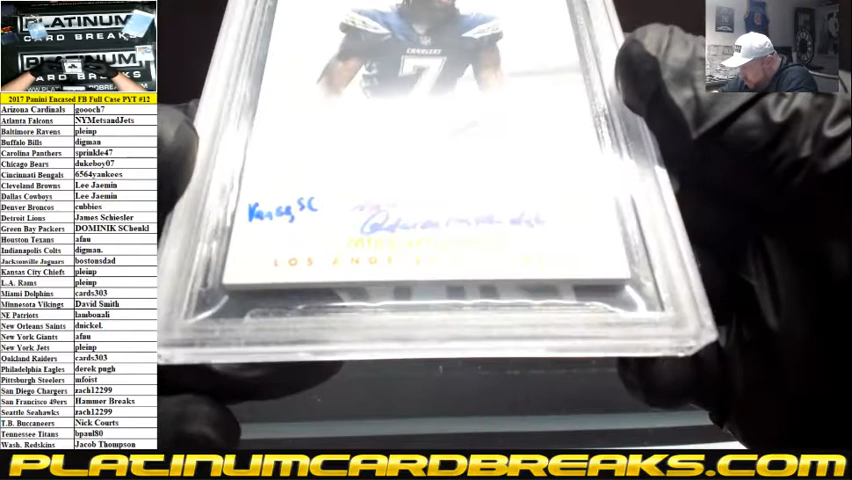 PLATINUM
CARD BREAKS
2017 Panini Encased FB Full Case PYT #12
Arizona Cardinals goooch7
Atlanta Falcons NYMetsandJets
Baltimore Ravens pleinp
Buffalo Bills digman
Carolina Panthers sprinkle47
Chicago Bears dukeboy07
Cincinnati Bengals 6564yankees
Cleveland Browns Lee Jaemin
Dallas Cowboys Lee Jaemin
Denver Broncos cubbies
Detroit Lions James Schiesler
Green Bay Packers DOMINIK SChenkl
Houston Texans afnu
Indianapolis Colts digman.
Jacksonville Jaguars bostonsdad
Kansas City Chiefs pleinp
L.A. Rams pleinp
Miami Dolphins cards303
Minnesota Vikings David Smith
NE Patriots lambonali
New Orleans Saints dnickel.
New York Giants afnu
New York Jets pleinp
Oakland Raiders cards303
Philadelphia Eagles derek pugh
Pittsburgh Steelers mfoist
San Diego Chargers zach12299
San Francisco 49ers Hammer Breaks
Seattle Seahawks zach12299
T.B. Buccaneers Nick Courts
Tennessee Titans bpaul80
Wash. Redskins Jacob Thompson
CHARGERS
7
LOS ANGELES
PLATINUMCARDBREAKS.COM